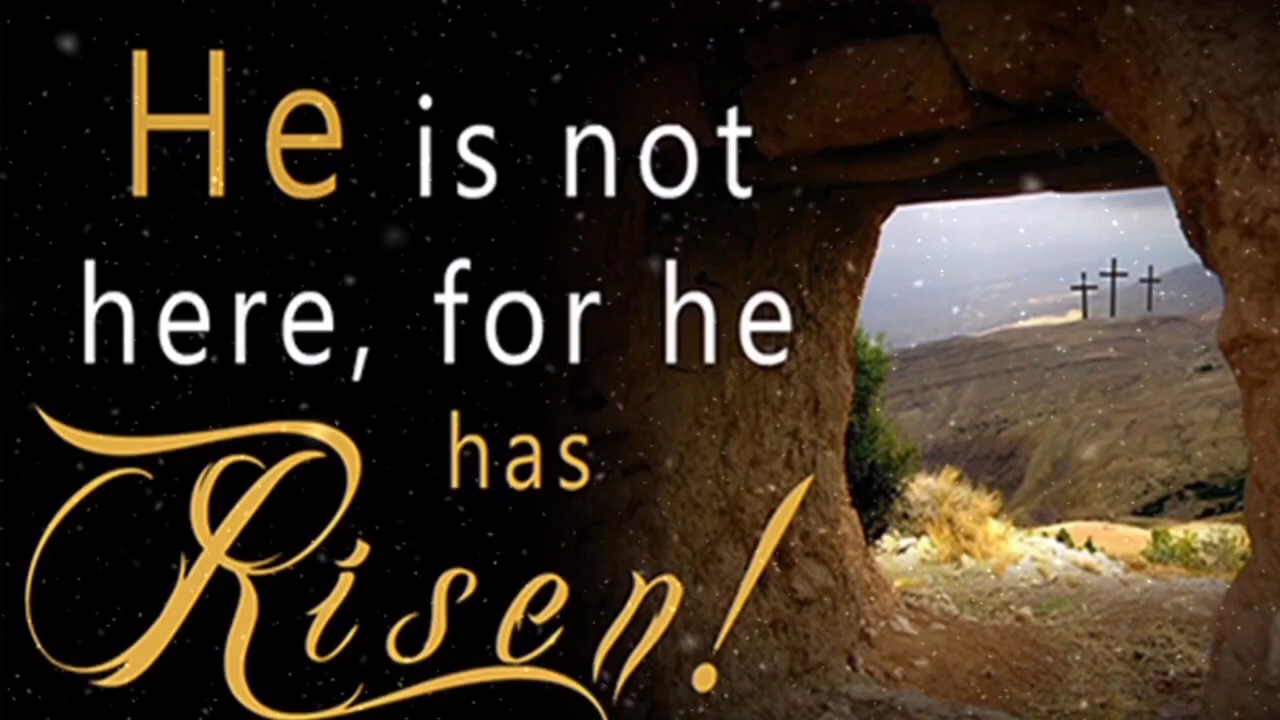 He is not
here, for he
has
Risen!